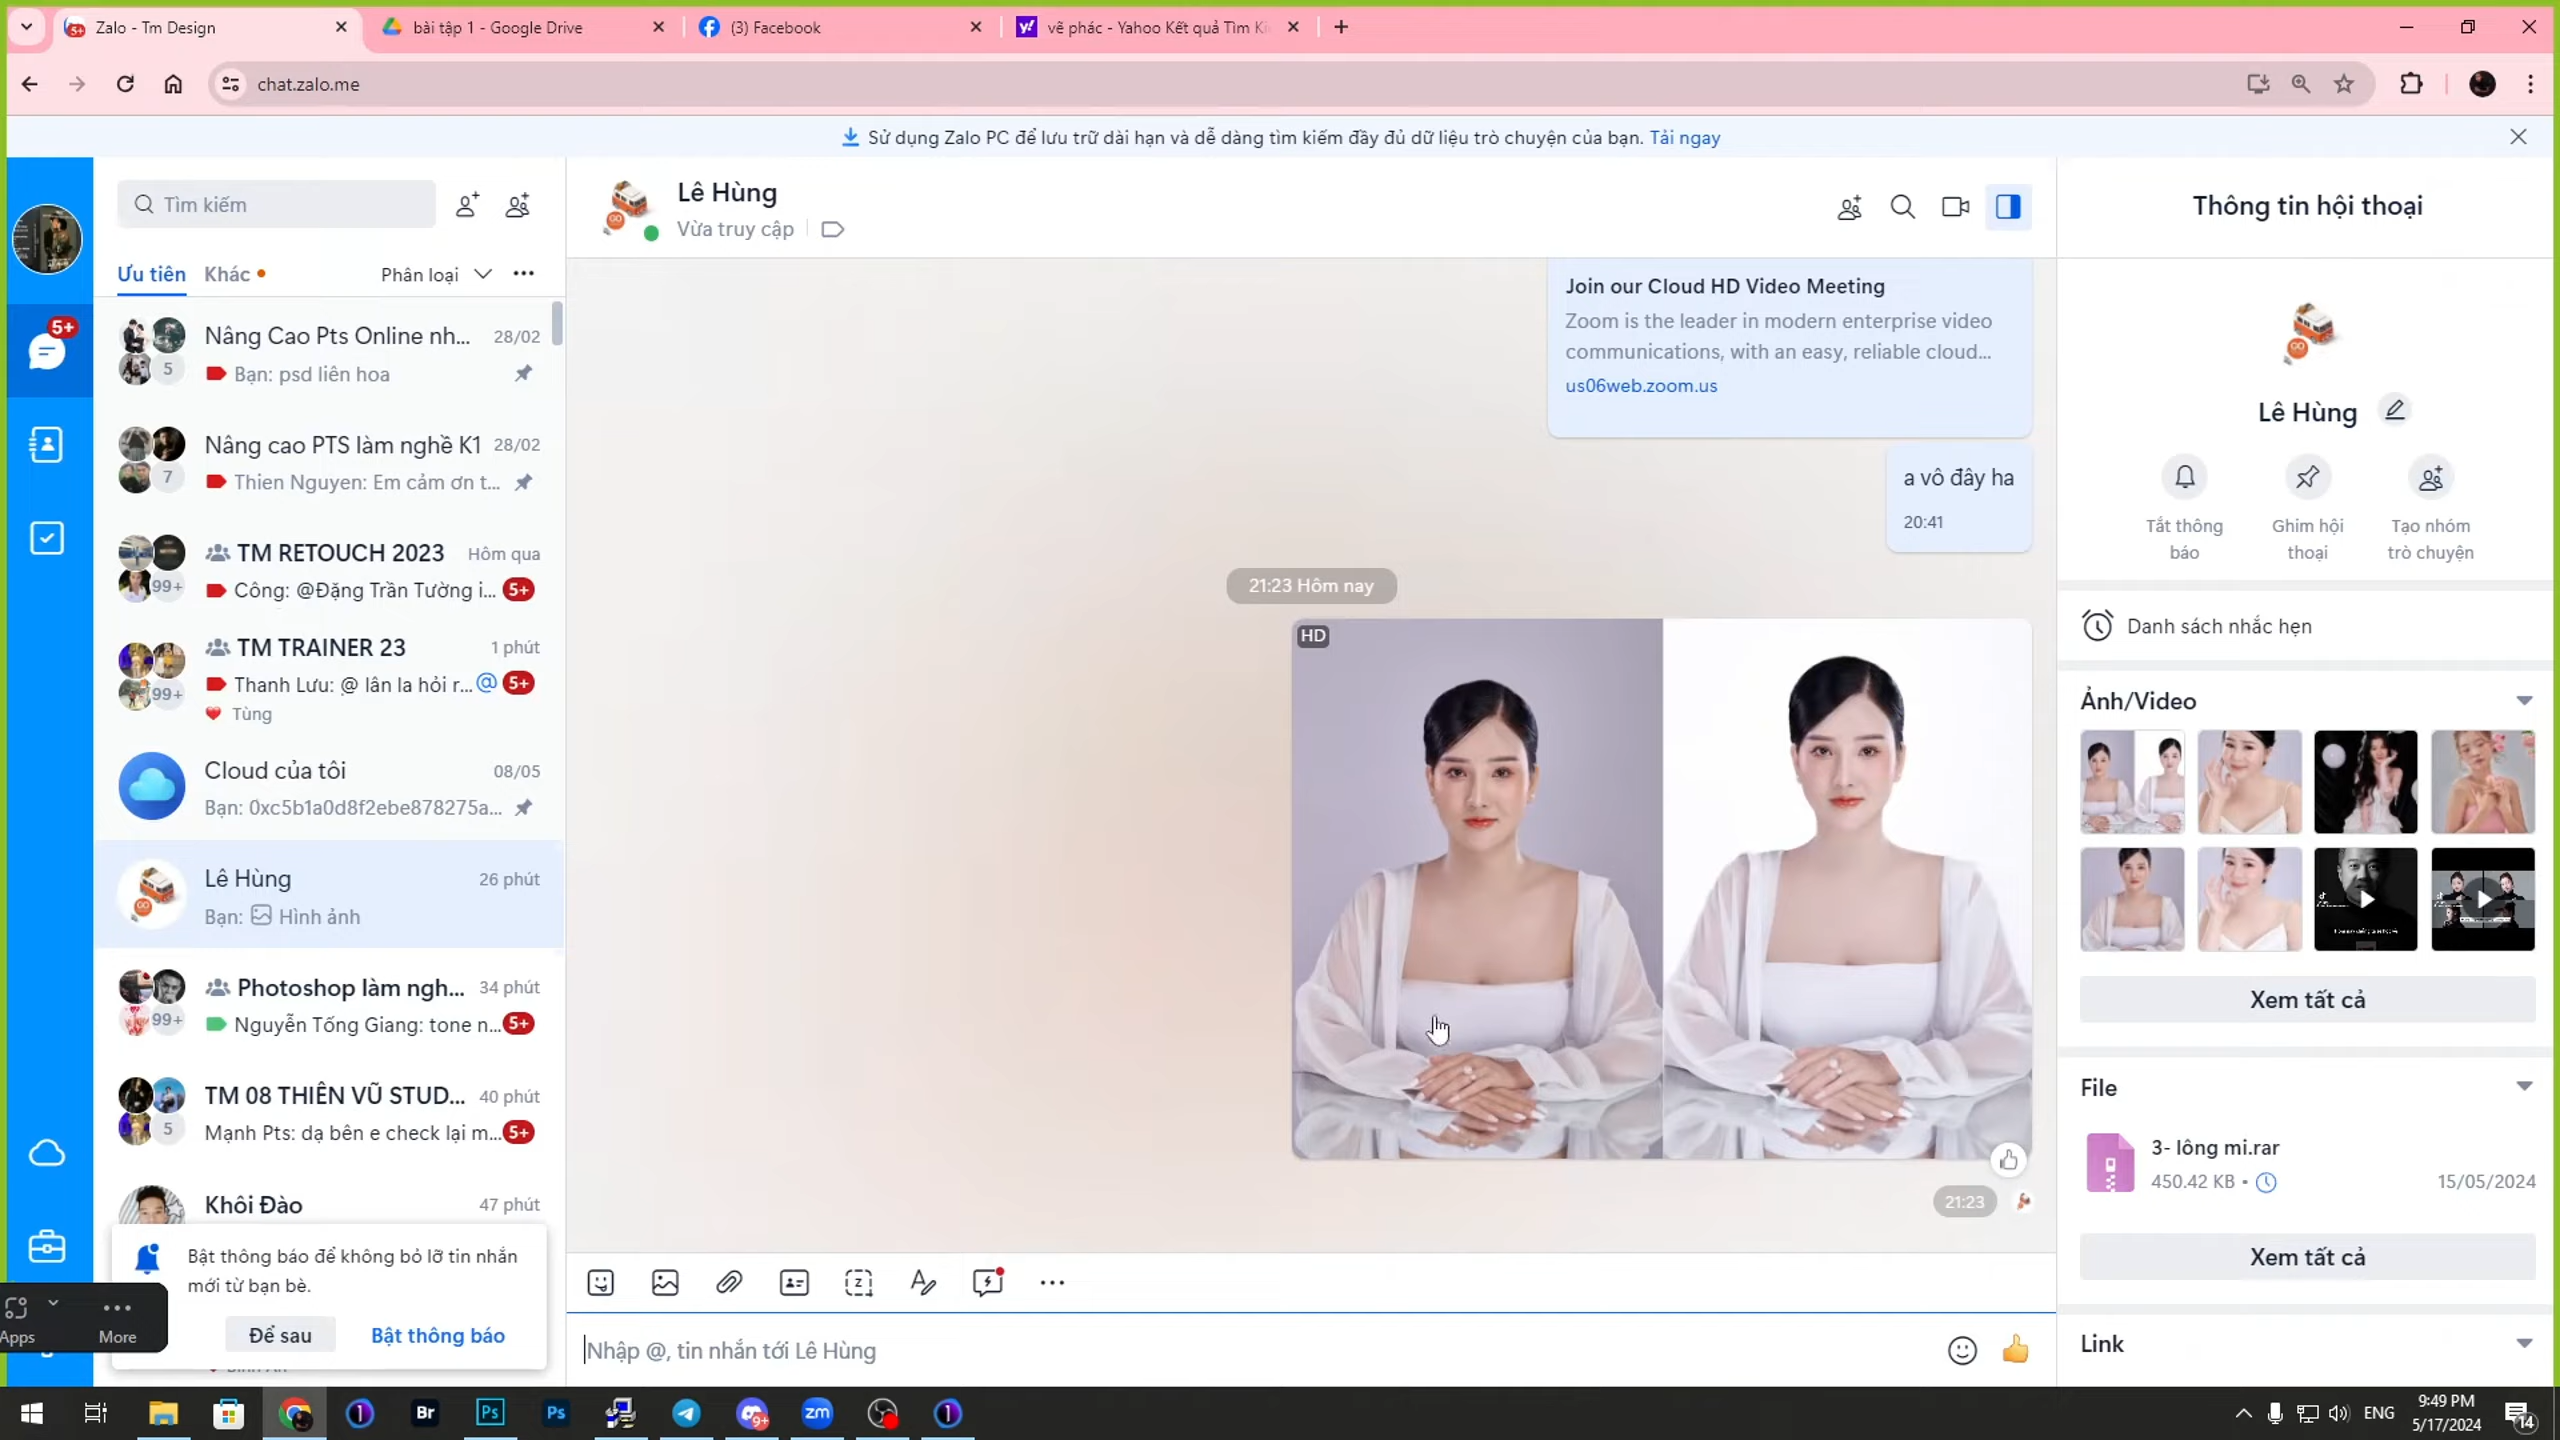 Zalo - Tm Design
bài tập 1 - Google Drive
(3) Facebook
vẽ phác - Yahoo Kết quả Tìm Ki
chat.zalo.me
Sử dụng Zalo PC để lưu trữ dài hạn và dễ dàng tìm kiếm đầy đủ dữ liệu trò chuyện của bạn. Tải ngay
Tìm kiếm
Ưu tiên
Khác
Phân loại
5+
Nâng Cao Pts Online nh...
28/02
5
Bạn: psd liên hoa
Nâng cao PTS làm nghề K1
28/02
7
Thien Nguyen: Em cảm ơn t...
TM RETOUCH 2023
Hôm qua
99+
Công: @Đặng Trần Tường i...
5+
TM TRAINER 23
1 phút
99+
Thanh Lưu: @ lân la hỏi r...
@
5+
Tùng
Cloud của tôi
08/05
Bạn: 0xc5b1a0d8f2ebe878275a...
Lê Hùng
26 phút
Bạn: Hình ảnh
Photoshop làm ngh...
34 phút
99+
Nguyễn Tống Giang: tone n...
5+
TM 08 THIÊN VŨ STUD...
40 phút
5
Mạnh Pts: dạ bên e check lại m...
5+
Khôi Đào
47 phút
Bật thông báo để không bỏ lỡ tin nhắn
mới từ bạn bè.
Để sau
Bật thông báo
Apps
More
Lê Hùng
Vừa truy cập
Join our Cloud HD Video Meeting
Zoom is the leader in modern enterprise video
communications, with an easy, reliable cloud...
us06web.zoom.us
a vô đây ha
20:41
21:23 Hôm nay
HD
21:23
Nhập @, tin nhắn tới Lê Hùng
Thông tin hội thoại
Lê Hùng
Tắt thông
báo
Ghim hội
thoại
Tạo nhóm
trò chuyện
Danh sách nhắc hẹn
Ảnh/Video
Xem tất cả
File
3- lông mi.rar
450.42 KB
15/05/2024
Xem tất cả
Link
Br
Ps
Ps
9+
zm
ENG
9:49 PM
5/17/2024
14